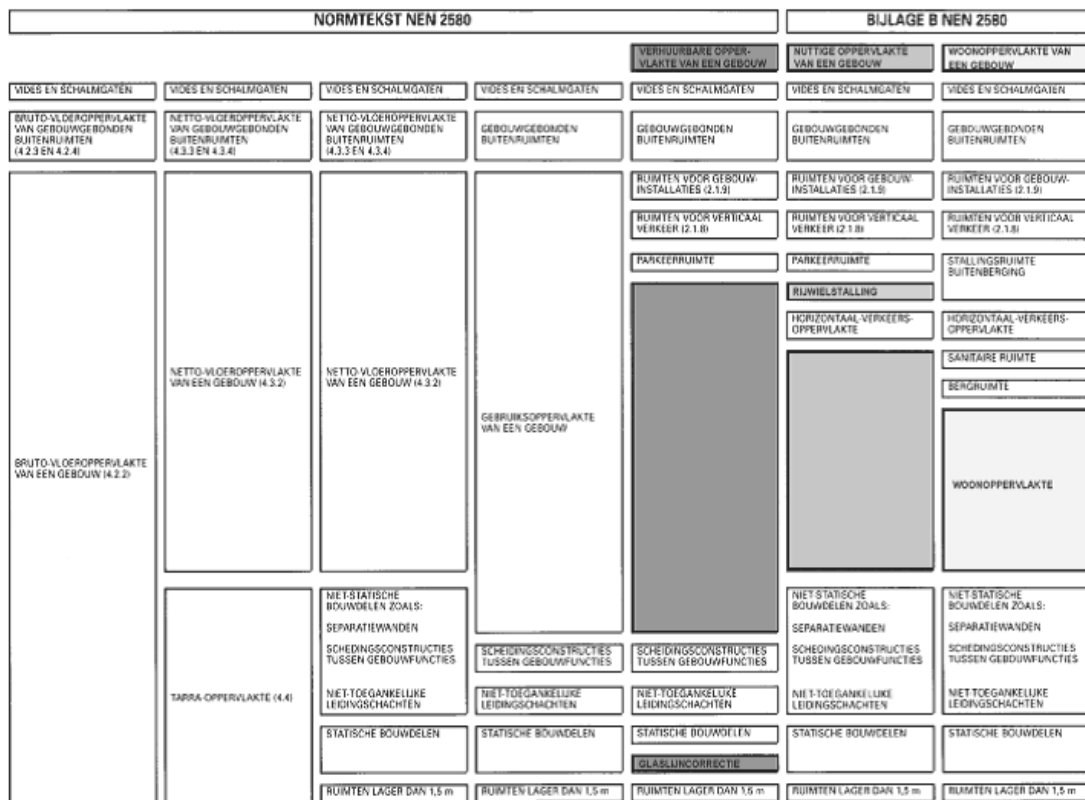 NORMTEKST NEN 2580
BIJLAGE B NEN 2580
VERHUURBARE OPPER-
VLAKTE VAN EEN GEBOUW
NUTTIGE OPPERVLAKTE
VAN EEN GEBOUW
WOONOPPERVLAKTE VAN
EEN GEBOUW
VIDES EN SCHALMGATEN
VIDES EN SCHALMGATEN
VIDES EN SCHALMGATEN
VIDES EN SCHALMGATEN
VIDES EN SCHALMGATEN
VIDES EN SCHALMGATEN
VIDES EN SCHALMGATEN
BRUTO-VLOEROPPERVLAKTE
VAN GEBOUWGEBONDEN
BUITENRUIMTEN
(4.2.3 EN 4.2.4)
NETTO-VLOEROPPERVLAKTE
VAN GEBOUWGEBONDEN
BUITENRUIMTEN
(4.3.3 EN 4.3.4)
NETTO-VLOEROPPERVLAKTE
VAN GEBOUWGEBONDEN
BUITENRUIMTEN
(4.3.3 EN 4.3.4)
GEBOUWGEBONDEN
BUITENRUIMTEN
GEBOUWGEBONDEN
BUITENRUIMTEN
GEBOUWGEBONDEN
BUITENRUIMTEN
GEBOUWGEBONDEN
BUITENRUIMTEN
RUIMTEN VOOR GEBOUW-
INSTALLATIES (2.1.9)
RUIMTEN VOOR GEBOUW-
INSTALLATIES (2.1.9)
RUIMTEN VOOR GEBOUW-
INSTALLATIES (2.1.9)
RUIMTEN VOOR VERTICAAL
VERKEER (2.1.8)
RUIMTEN VOOR VERTICAAL
VERKEER (2.1.8)
RUIMTEN VOOR VERTICAAL
VERKEER (2.1.8)
PARKEERRUIMTE
PARKEERRUIMTE
STALLINGSRUIMTE
BUITENBERGING
RIJWIELSTALLING
HORIZONTAAL-VERKEERS-
OPPERVLAKTE
HORIZONTAAL-VERKEERS-
OPPERVLAKTE
SANITAIRE RUIMTE
BERGRUIMTE
NETTO-VLOEROPPERVLAKTE
VAN EEN GEBOUW (4.3.2)
NETTO-VLOEROPPERVLAKTE
VAN EEN GEBOUW (4.3.2)
GEBRUIKSOPPERVLAKTE
VAN EEN GEBOUW
BRUTO-VLOEROPPERVLAKTE
VAN EEN GEBOUW (4.2.2)
WOONOPPERVLAKTE
TARRA-OPPERVLAKTE (4.4)
NIET-STATISCHE
BOUWDELEN ZOALS:
SEPARATIEWANDEN
SCHEIDINGSCONSTRUCTIES
TUSSEN GEBOUWFUNCTIES
NIET-TOEGANKELIJKE
LEIDINGSCHACHTEN
SCHEIDINGSCONSTRUCTIES
TUSSEN GEBOUWFUNCTIES
NIET-TOEGANKELIJKE
LEIDINGSCHACHTEN
SCHEIDINGSCONSTRUCTIES
TUSSEN GEBOUWFUNCTIES
NIET-TOEGANKELIJKE
LEIDINGSCHACHTEN
NIET-STATISCHE
BOUWDELEN ZOALS:
SEPARATIEWANDEN
SCHEIDINGSCONSTRUCTIES
TUSSEN GEBOUWFUNCTIES
NIET-TOEGANKELIJKE
LEIDINGSCHACHTEN
NIET-STATISCHE
BOUWDELEN ZOALS:
SEPARATIEWANDEN
SCHEIDINGSCONSTRUCTIES
TUSSEN GEBOUWFUNCTIES
NIET-TOEGANKELIJKE
LEIDINGSCHACHTEN
STATISCHE BOUWDELEN
STATISCHE BOUWDELEN
STATISCHE BOUWDELEN
STATISCHE BOUWDELEN
STATISCHE BOUWDELEN
GLASLIJNCORRECTIE
RUIMTEN LAGER DAN 1,5 m
RUIMTEN LAGER DAN 1,5 m
RUIMTEN LAGER DAN 1,5 m
RUIMTEN LAGER DAN 1,5 m
RUIMTEN LAGER DAN 1,5 m